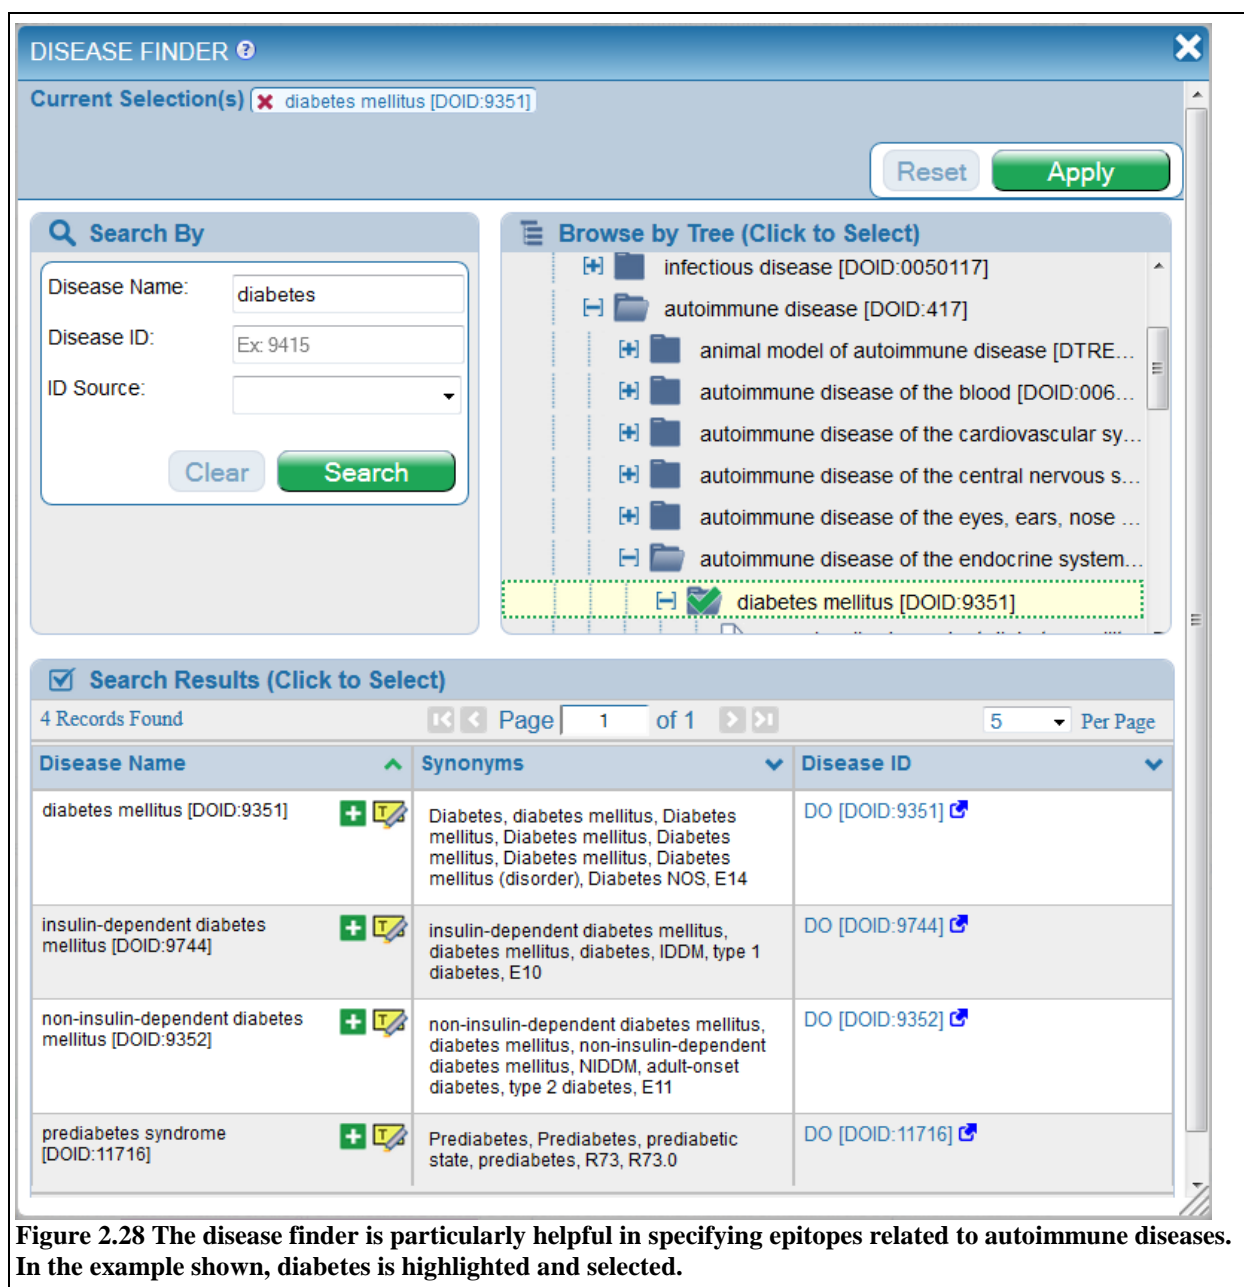 DISEASE FINDER ?
Current Selection(s) diabetes mellitus [DOID:9351]
Reset Apply
Search By
Disease Name: diabetes
Disease ID: Ex: 9415
ID Source:
Clear Search
Browse by Tree (Click to Select)
[+] infectious disease [DOID:0050117]
[-] autoimmune disease [DOID:417]
[+] animal model of autoimmune disease [DTRE...
[+] autoimmune disease of the blood [DOID:006...
[+] autoimmune disease of the cardiovascular sy...
[+] autoimmune disease of the central nervous s...
[+] autoimmune disease of the eyes, ears, nose ...
[-] autoimmune disease of the endocrine system...
[-] diabetes mellitus [DOID:9351]
Search Results (Click to Select)
4 Records Found Page 1 of 1 5 Per Page
Disease Name Synonyms Disease ID
diabetes mellitus [DOID:9351]
Diabetes, diabetes mellitus, Diabetes
mellitus, Diabetes mellitus, Diabetes
mellitus, Diabetes mellitus, Diabetes
mellitus (disorder), Diabetes NOS, E14
DO [DOID:9351]
insulin-dependent diabetes
mellitus [DOID:9744]
insulin-dependent diabetes mellitus,
diabetes mellitus, diabetes, IDDM, type 1
diabetes, E10
DO [DOID:9744]
non-insulin-dependent diabetes
mellitus [DOID:9352]
non-insulin-dependent diabetes mellitus,
diabetes mellitus, non-insulin-dependent
diabetes mellitus, NIDDM, adult-onset
diabetes, type 2 diabetes, E11
DO [DOID:9352]
prediabetes syndrome
[DOID:11716]
Prediabetes, Prediabetes, prediabetic
state, prediabetes, R73, R73.0
DO [DOID:11716]
Figure 2.28 The disease finder is particularly helpful in specifying epitopes related to autoimmune diseases.
In the example shown, diabetes is highlighted and selected.